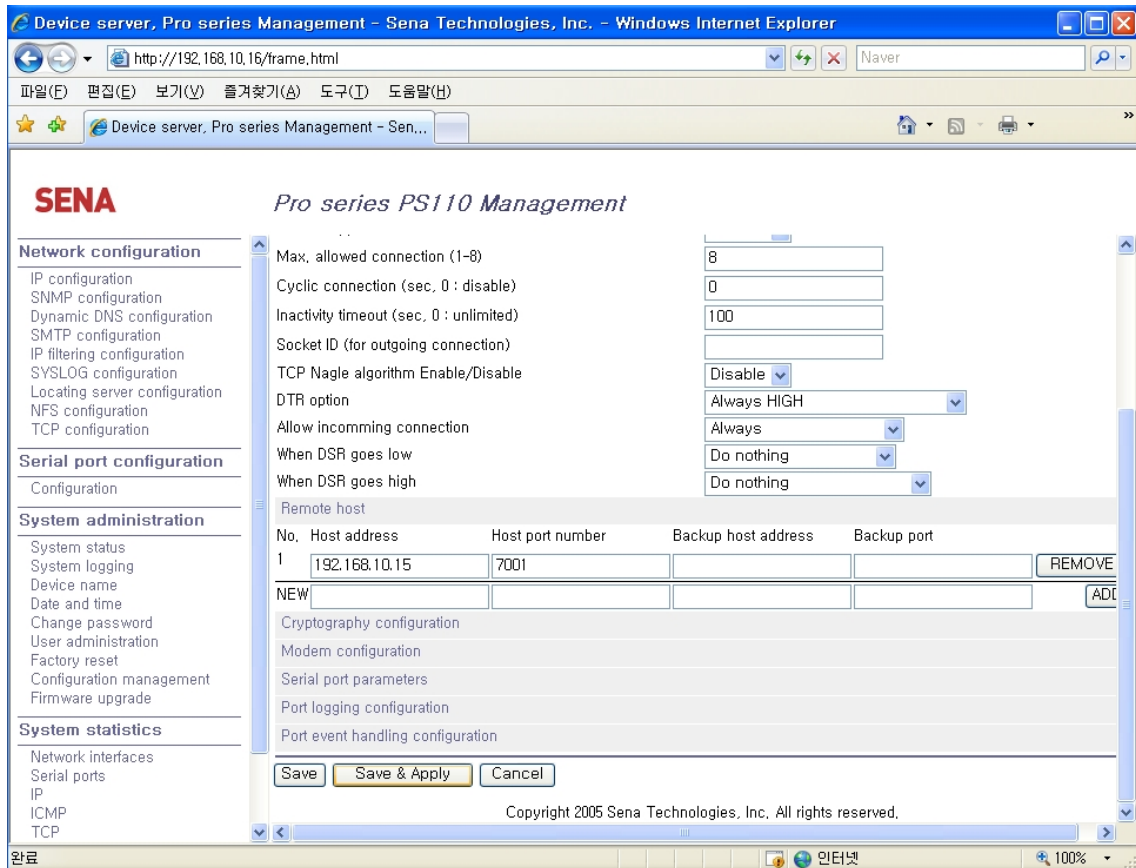 Device server, Pro series Management - Sena Technologies, Inc. - Windows Internet Explorer
http://192.168.10.16/frame.html
Naver
파일(F) 편집(E) 보기(V) 즐겨찾기(A) 도구(T) 도움말(H)
Device server, Pro series Management - Sen...
SENA
Pro series PS110 Management
Network configuration
IP configuration
SNMP configuration
Dynamic DNS configuration
SMTP configuration
IP filtering configuration
SYSLOG configuration
Locating server configuration
NFS configuration
TCP configuration
Serial port configuration
Configuration
System administration
System status
System logging
Device name
Date and time
Change password
User administration
Factory reset
Configuration management
Firmware upgrade
System statistics
Network interfaces
Serial ports
IP
ICMP
TCP
Max. allowed connection (1-8) 8
Cyclic connection (sec, 0 : disable) 0
Inactivity timeout (sec, 0 : unlimited) 100
Socket ID (for outgoing connection)
TCP Nagle algorithm Enable/Disable Disable
DTR option Always HIGH
Allow incomming connection Always
When DSR goes low Do nothing
When DSR goes high Do nothing
Remote host
No. Host address Host port number Backup host address Backup port
1 192.168.10.15 7001 REMOVE
NEW ADD
Cryptography configuration
Modem configuration
Serial port parameters
Port logging configuration
Port event handling configuration
Save Save & Apply Cancel
Copyright 2005 Sena Technologies, Inc. All rights reserved.
완료 인터넷 100%